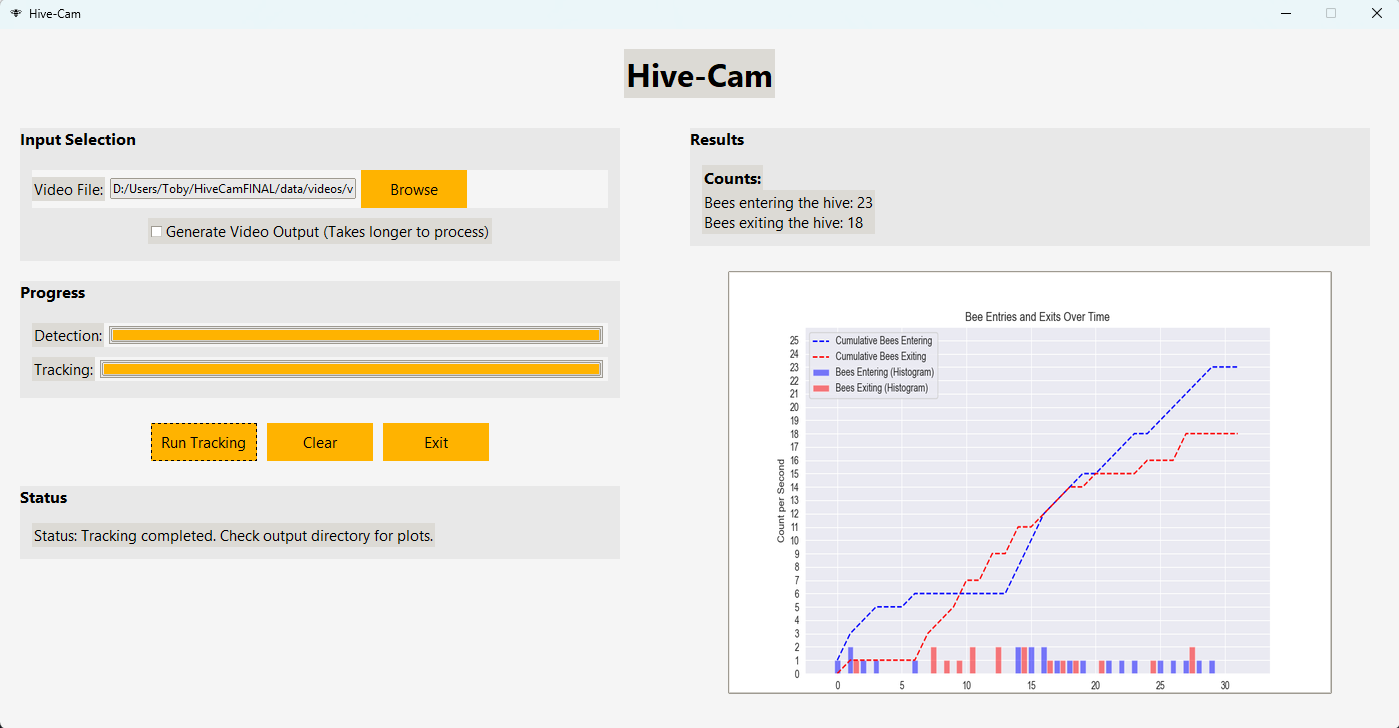 Hive-Cam
Hive-Cam
Input Selection
Video File: D:/Users/Toby/HiveCamFINAL/data/videos/v Browse
Generate Video Output (Takes longer to process)
Progress
Detection:
Tracking:
Run Tracking Clear Exit
Status
Status: Tracking completed. Check output directory for plots.
Results
Counts:
Bees entering the hive: 23
Bees exiting the hive: 18
Bee Entries and Exits Over Time
Cumulative Bees Entering
Cumulative Bees Exiting
Bees Entering (Histogram)
Bees Exiting (Histogram)
Count per Second
25
24
23
22
21
20
19
18
17
16
15
14
13
12
11
10
9
8
7
6
5
4
3
2
1
0
0 5 10 15 20 25 30